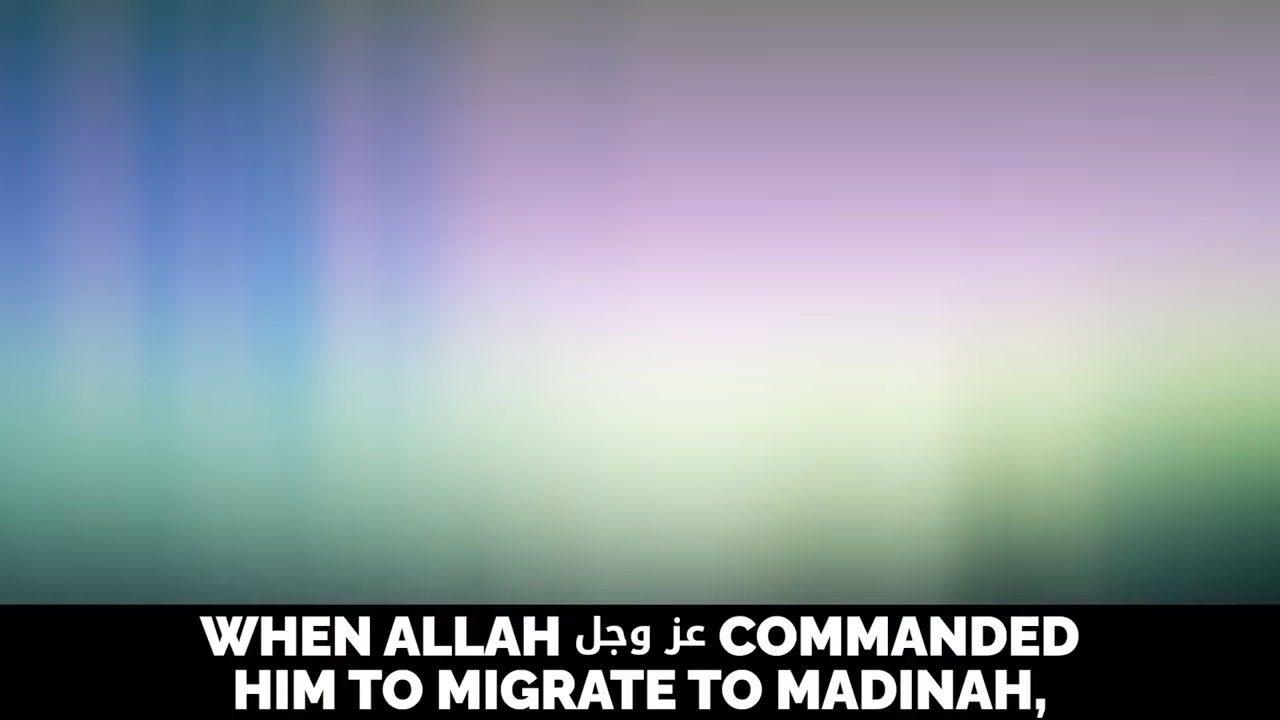 WHEN ALLAH عز وجل COMMANDED
HIM TO MIGRATE TO MADINAH,